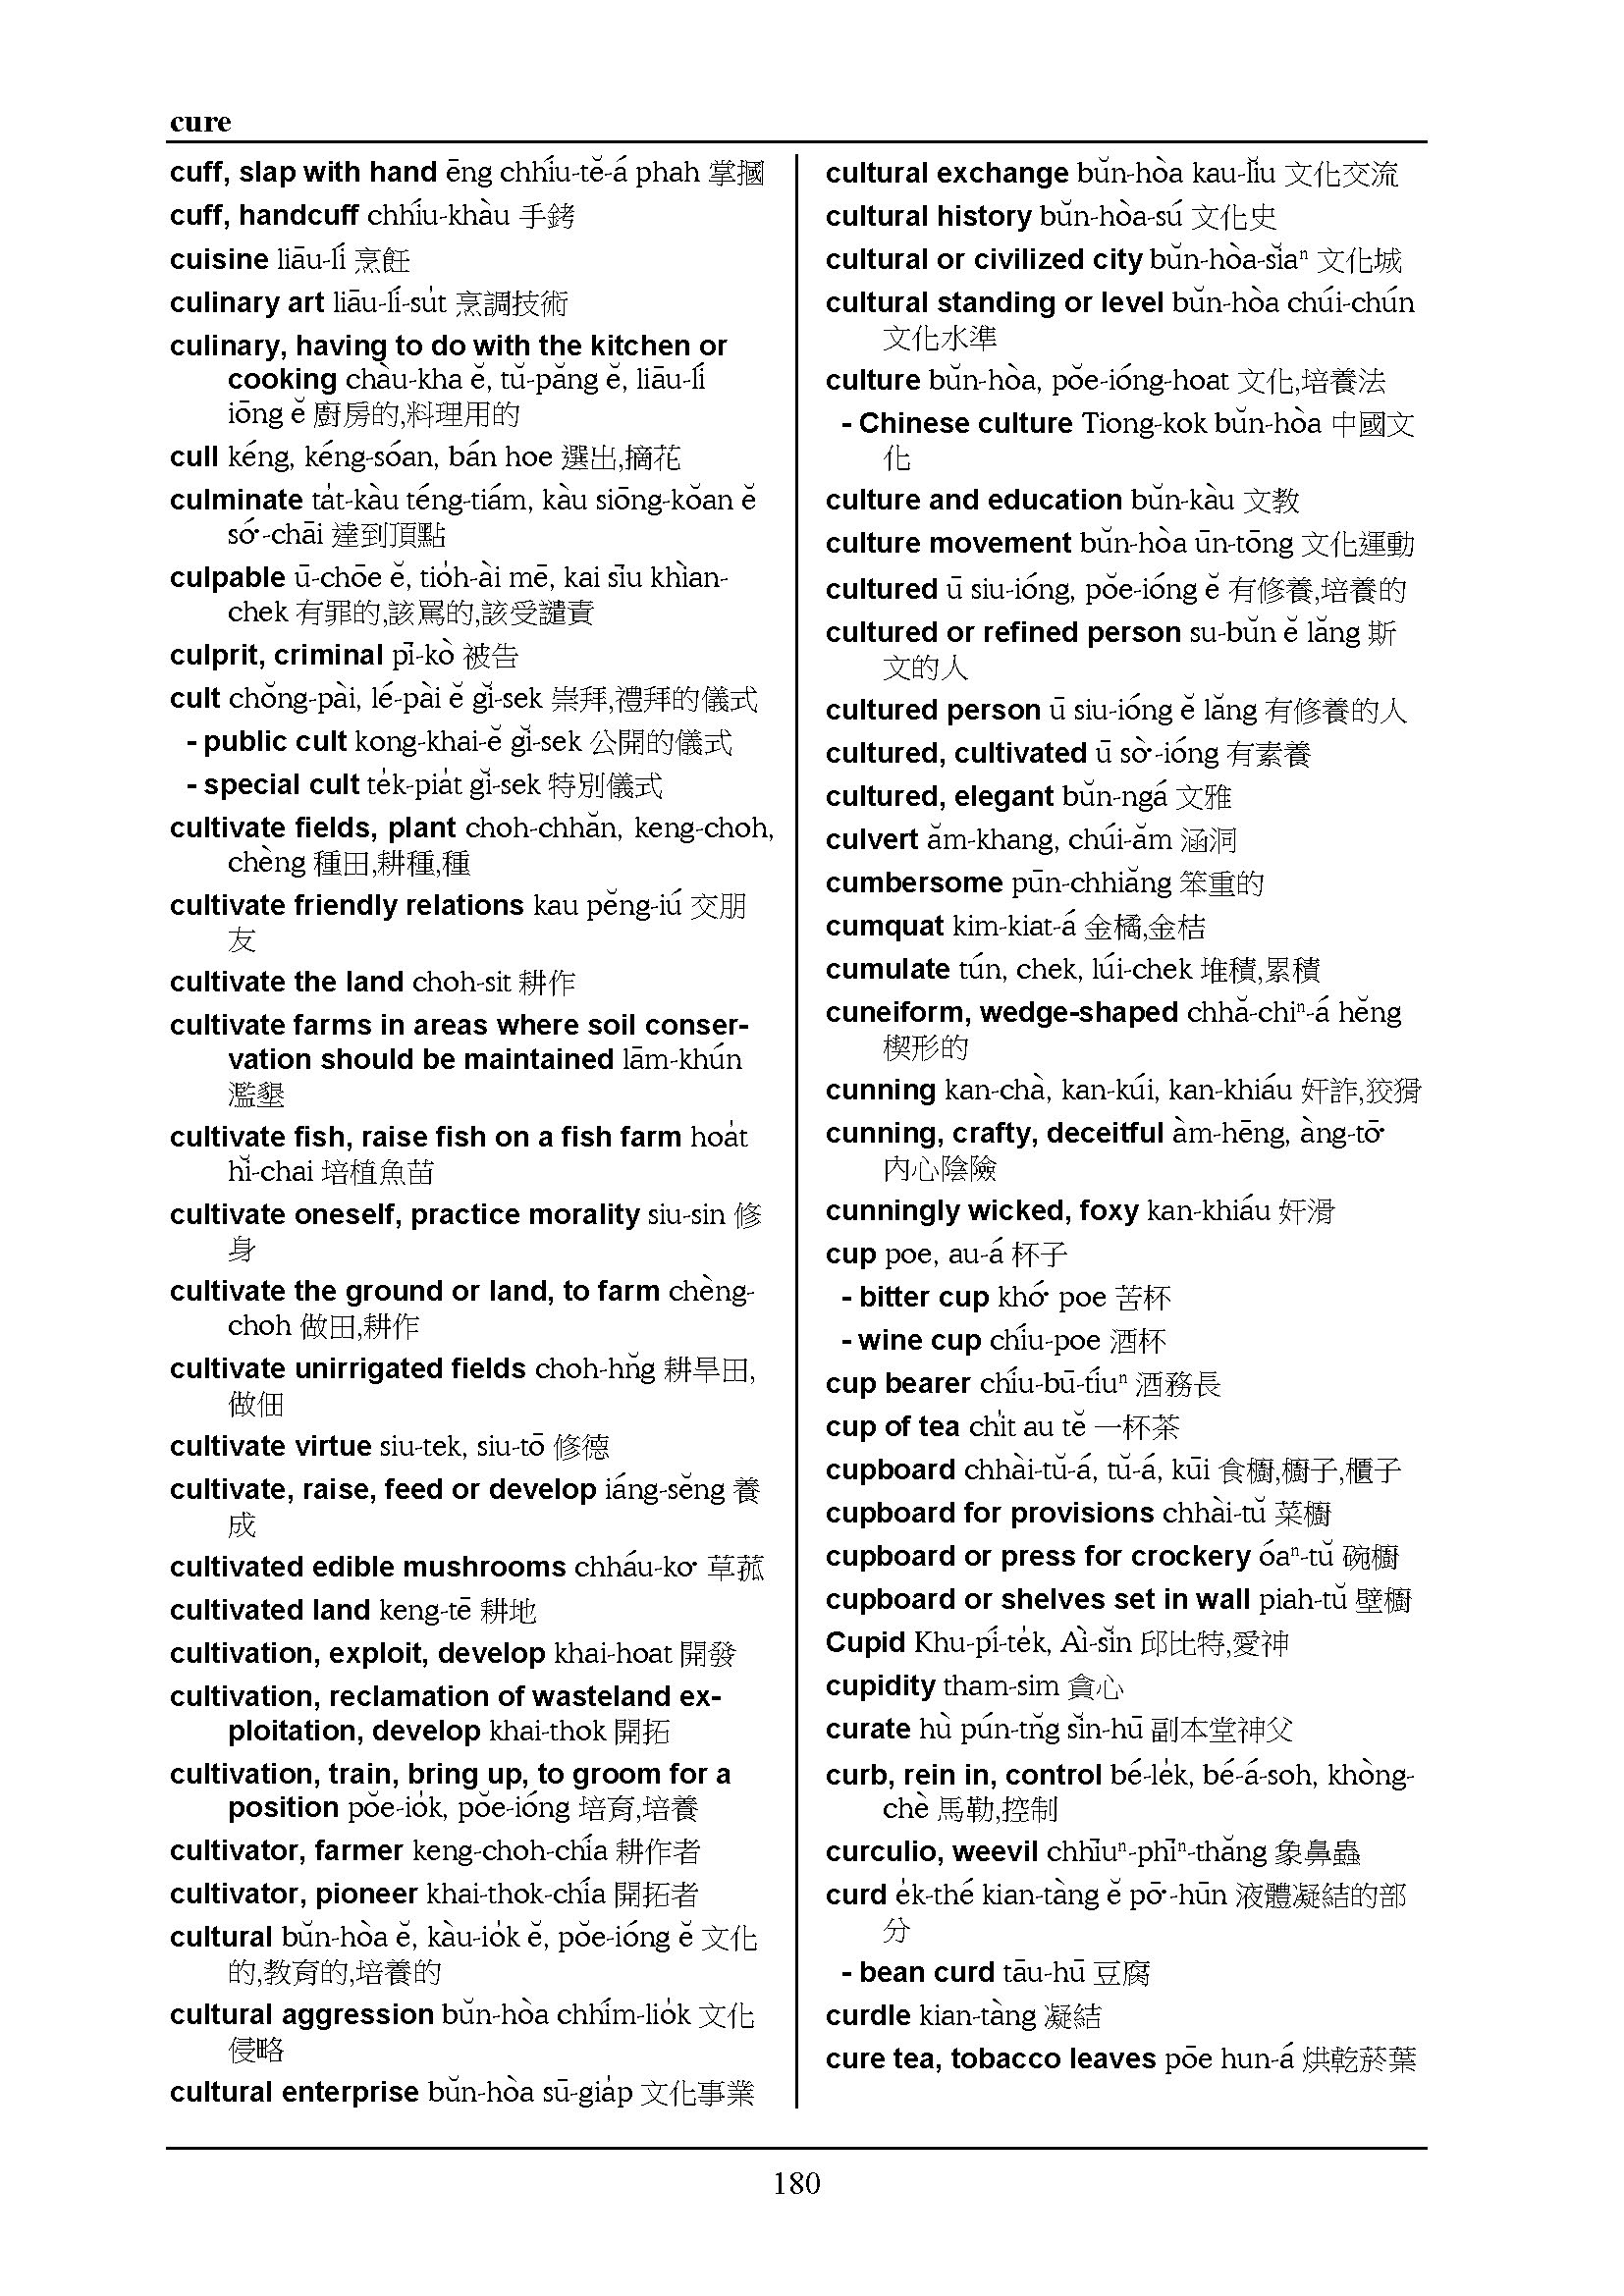 cure
cuff, slap with hand ēng chhíu-tĕ-á phah 掌摑
cuff, handcuff chhíu-khàu 手銬
cuisine liāu-lí 烹飪
culinary art liāu-lí-su̍t 烹調技術
culinary, having to do with the kitchen or
cooking chàu-kha ĕ, tŭ-păng ĕ, liāu-lí
iōng ĕ 廚房的,料理用的
cull kéng, kéng-sóan, bán hoe 選出,摘花
culminate ta̍t-kàu téng-tiám, kàu siōng-kŏan ĕ
só͘-chāi 達到頂點
culpable ū-chōe ĕ, tio̍h-ài mē, kai sīu khìan-
chek 有罪的,該罵的,該受譴責
culprit, criminal pī-kò 被告
cult chŏng-pài, lé-pài ĕ gĭ-sek 崇拜,禮拜的儀式
- public cult kong-khai-ĕ gĭ-sek 公開的儀式
- special cult te̍k-pia̍t gĭ-sek 特別儀式
cultivate fields, plant choh-chhăn, keng-choh,
chèng 種田,耕種,種
cultivate friendly relations kau pĕng-iú 交朋
友
cultivate the land choh-sit 耕作
cultivate farms in areas where soil conser-
vation should be maintained lām-khún
濫墾
cultivate fish, raise fish on a fish farm hoa̍t
hĭ-chai 培植魚苗
cultivate oneself, practice morality siu-sin 修
身
cultivate the ground or land, to farm chèng-
choh 做田,耕作
cultivate unirrigated fields choh-hn̆g 耕旱田,
做佃
cultivate virtue siu-tek, siu-tō 修德
cultivate, raise, feed or develop iáng-sĕng 養
成
cultivated edible mushrooms chháu-ko͘ 草菰
cultivated land keng-tē 耕地
cultivation, exploit, develop khai-hoat 開發
cultivation, reclamation of wasteland ex-
ploitation, develop khai-thok 開拓
cultivation, train, bring up, to groom for a
position pŏe-io̍k, pŏe-ióng 培育,培養
cultivator, farmer keng-choh-chía 耕作者
cultivator, pioneer khai-thok-chía 開拓者
cultural bŭn-hòa ĕ, kàu-io̍k ĕ, pŏe-ióng ĕ 文化
的,教育的,培養的
cultural aggression bŭn-hòa chhím-lio̍k 文化
侵略
cultural enterprise bŭn-hòa sū-gia̍p 文化事業
cultural exchange bŭn-hòa kau-lĭu 文化交流
cultural history bŭn-hòa-sú 文化史
cultural or civilized city bŭn-hòa-sĭaⁿ 文化城
cultural standing or level bŭn-hòa chúi-chún
文化水準
culture bŭn-hòa, pŏe-ióng-hoat 文化,培養法
- Chinese culture Tiong-kok bŭn-hòa 中國文
化
culture and education bŭn-kàu 文教
culture movement bŭn-hòa ūn-tōng 文化運動
cultured ū siu-ióng, pŏe-ióng ĕ 有修養,培養的
cultured or refined person su-bŭn ĕ lăng 斯
文的人
cultured person ū siu-ióng ĕ lăng 有修養的人
cultured, cultivated ū sò͘-ióng 有素養
cultured, elegant bŭn-ngá 文雅
culvert ăm-khang, chúi-ăm 涵洞
cumbersome pūn-chhiăng 笨重的
cumquat kim-kiat-á 金橘,金桔
cumulate tún, chek, lúi-chek 堆積,累積
cuneiform, wedge-shaped chhă-chiⁿ-á hĕng
楔形的
cunning kan-chà, kan-kúi, kan-khiáu 奸詐,狡猾
cunning, crafty, deceitful àm-hēng, àng-tō͘
內心陰險
cunningly wicked, foxy kan-khiáu 奸滑
cup poe, au-á 杯子
- bitter cup khó͘ poe 苦杯
- wine cup chíu-poe 酒杯
cup bearer chíu-bū-tíuⁿ 酒務長
cup of tea chi̍t au tĕ 一杯茶
cupboard chhài-tŭ-á, tŭ-á, kūi 食櫥,櫥子,櫃子
cupboard for provisions chhài-tŭ 菜櫥
cupboard or press for crockery óaⁿ-tŭ 碗櫥
cupboard or shelves set in wall piah-tŭ 壁櫥
Cupid Khu-pí-te̍k, Aì-sĭn 邱比特,愛神
cupidity tham-sim 貪心
curate hù pún-tn̆g sĭn-hū 副本堂神父
curb, rein in, control bé-le̍k, bé-á-soh, khòng-
chè 馬勒,控制
curculio, weevil chhīuⁿ-phīⁿ-thăng 象鼻蟲
curd e̍k-thé kian-tàng ĕ pō͘-hūn 液體凝結的部
分
- bean curd tāu-hū 豆腐
curdle kian-tàng 凝結
cure tea, tobacco leaves pōe hun-á 烘乾菸葉
180